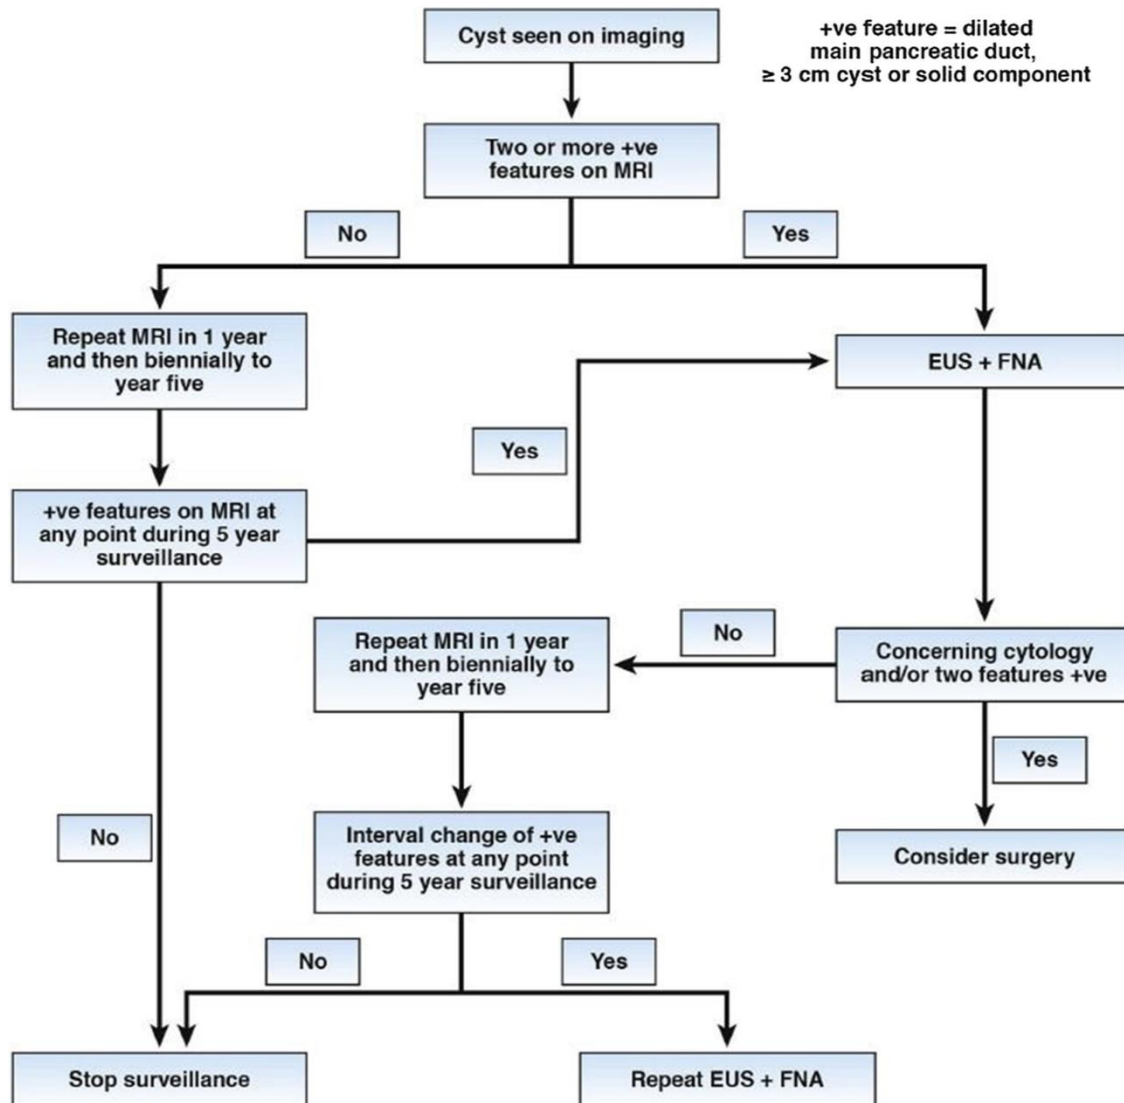 Cyst seen on imaging
+ve feature = dilated
main pancreatic duct,
≥ 3 cm cyst or solid component
Two or more +ve
features on MRI
No
Yes
Repeat MRI in 1 year
and then biennially to
year five
EUS + FNA
Yes
+ve features on MRI at
any point during 5 year
surveillance
Repeat MRI in 1 year
and then biennially to
year five
No
Concerning cytology
and/or two features +ve
Yes
No
Interval change of +ve
features at any point
during 5 year surveillance
Consider surgery
No
Yes
Stop surveillance
Repeat EUS + FNA